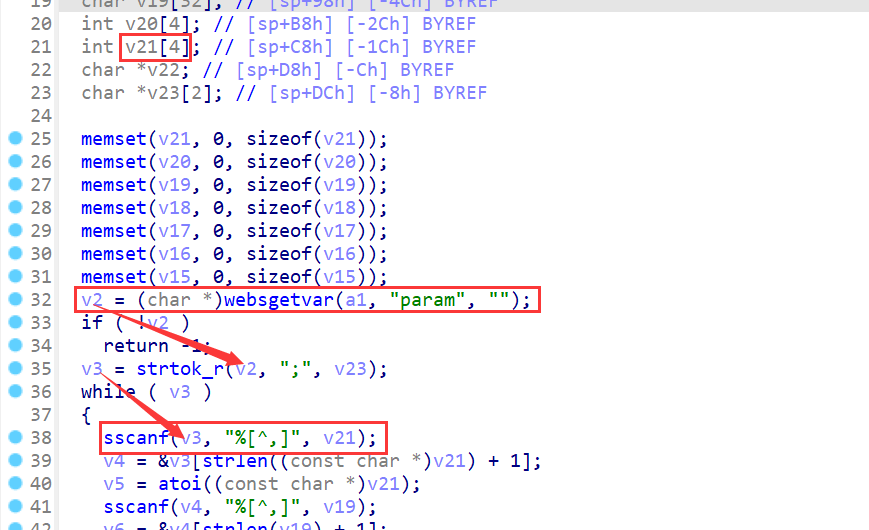 19 char v19[32]; // [sp+98h] [-4Ch] BYREF
20 int v20[4]; // [sp+B8h] [-2Ch] BYREF
21 int v21[4]; // [sp+C8h] [-1Ch] BYREF
22 char *v22; // [sp+D8h] [-Ch] BYREF
23 char *v23[2]; // [sp+DCh] [-8h] BYREF
24
25 memset(v21, 0, sizeof(v21));
26 memset(v20, 0, sizeof(v20));
27 memset(v19, 0, sizeof(v19));
28 memset(v18, 0, sizeof(v18));
29 memset(v17, 0, sizeof(v17));
30 memset(v16, 0, sizeof(v16));
31 memset(v15, 0, sizeof(v15));
32 v2 = (char *)websgetvar(a1, "param", "");
33 if ( !v2 )
34 return -1;
35 v3 = strtok_r(v2, ";", v23);
36 while ( v3 )
37 {
38 sscanf(v3, "%[^,]", v21);
39 v4 = &v3[strlen((const char *)v21) + 1];
40 v5 = atoi((const char *)v21);
41 sscanf(v4, "%[^,]", v19);
42 v6 = &v4[strlen(v19) + 1];